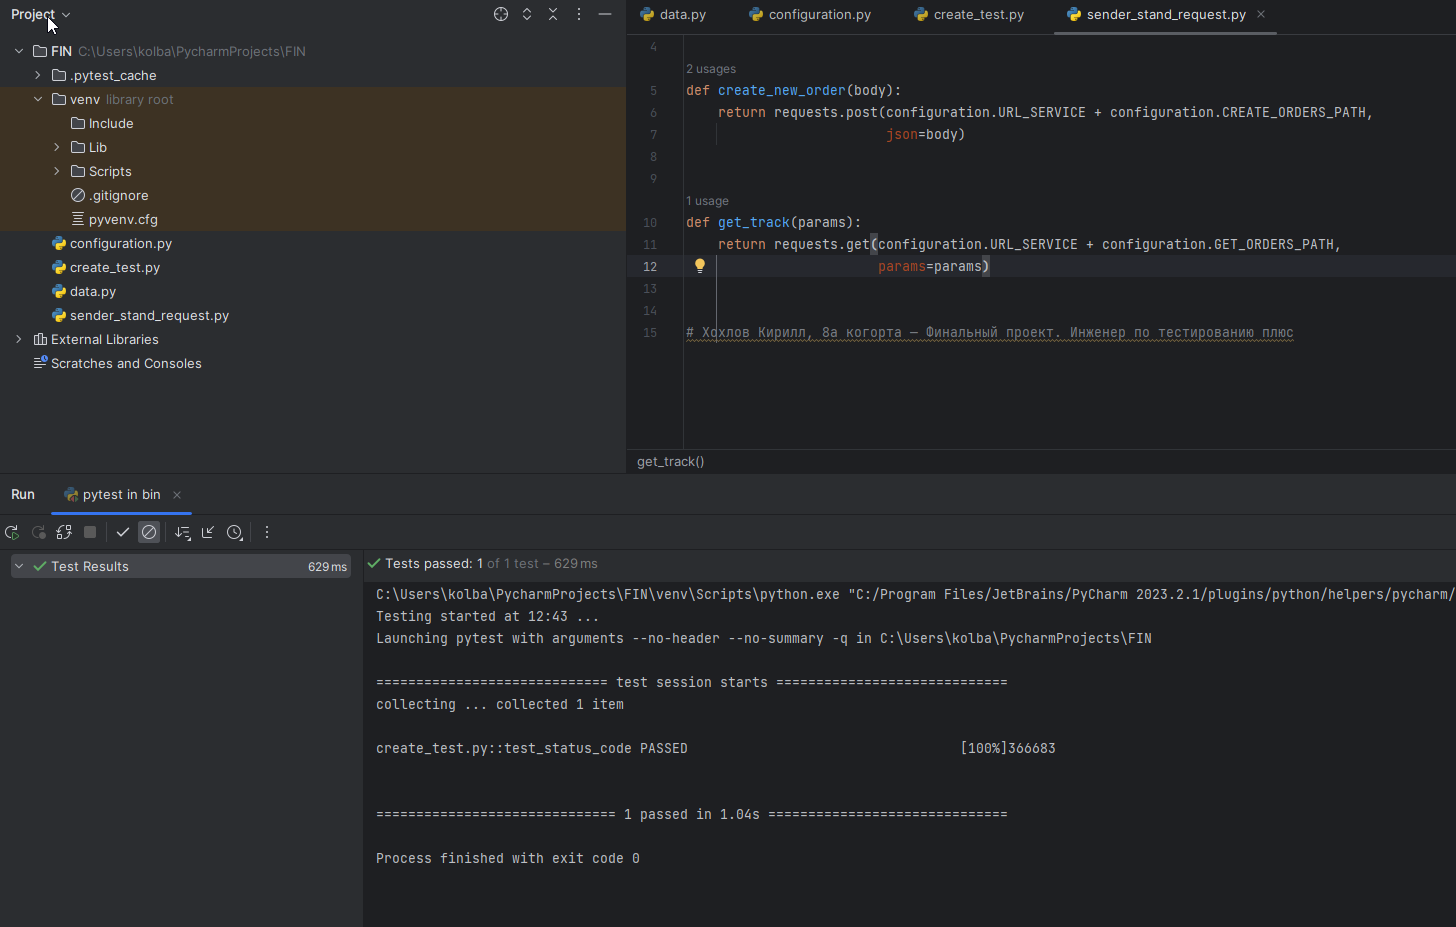 Project
FIN C:\Users\kolba\PycharmProjects\FIN
.pytest_cache
venv library root
Include
Lib
Scripts
.gitignore
pyvenv.cfg
configuration.py
create_test.py
data.py
sender_stand_request.py
External Libraries
Scratches and Consoles
data.py configuration.py create_test.py sender_stand_request.py
4
2 usages
5 def create_new_order(body):
6 return requests.post(configuration.URL_SERVICE + configuration.CREATE_ORDERS_PATH,
7 json=body)
8
9
1 usage
10 def get_track(params):
11 return requests.get(configuration.URL_SERVICE + configuration.GET_ORDERS_PATH,
12 params=params)
13
14
15 # Хохлов Кирилл, 8а когорта — Финальный проект. Инженер по тестированию плюс
get_track()
Run pytest in bin
Test Results 629 ms
Tests passed: 1 of 1 test – 629 ms
C:\Users\kolba\PycharmProjects\FIN\venv\Scripts\python.exe "C:/Program Files/JetBrains/PyCharm 2023.2.1/plugins/python/helpers/pycharm/
Testing started at 12:43 ...
Launching pytest with arguments --no-header --no-summary -q in C:\Users\kolba\PycharmProjects\FIN
============================= test session starts =============================
collecting ... collected 1 item
create_test.py::test_status_code PASSED [100%]366683
============================== 1 passed in 1.04s ==============================
Process finished with exit code 0